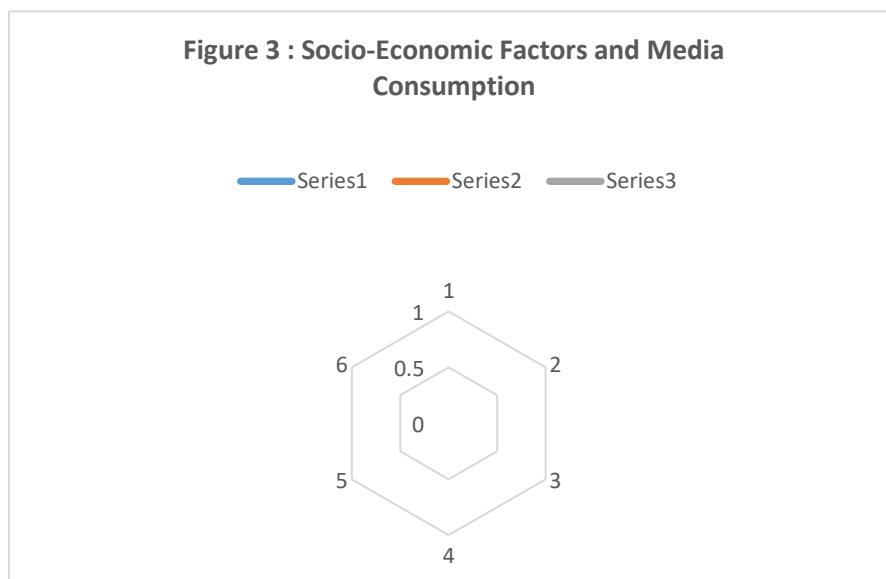 Figure 3 : Socio-Economic Factors and Media
Consumption
Series1 Series2 Series3
1
1
6 2
0.5
0
5 3
4